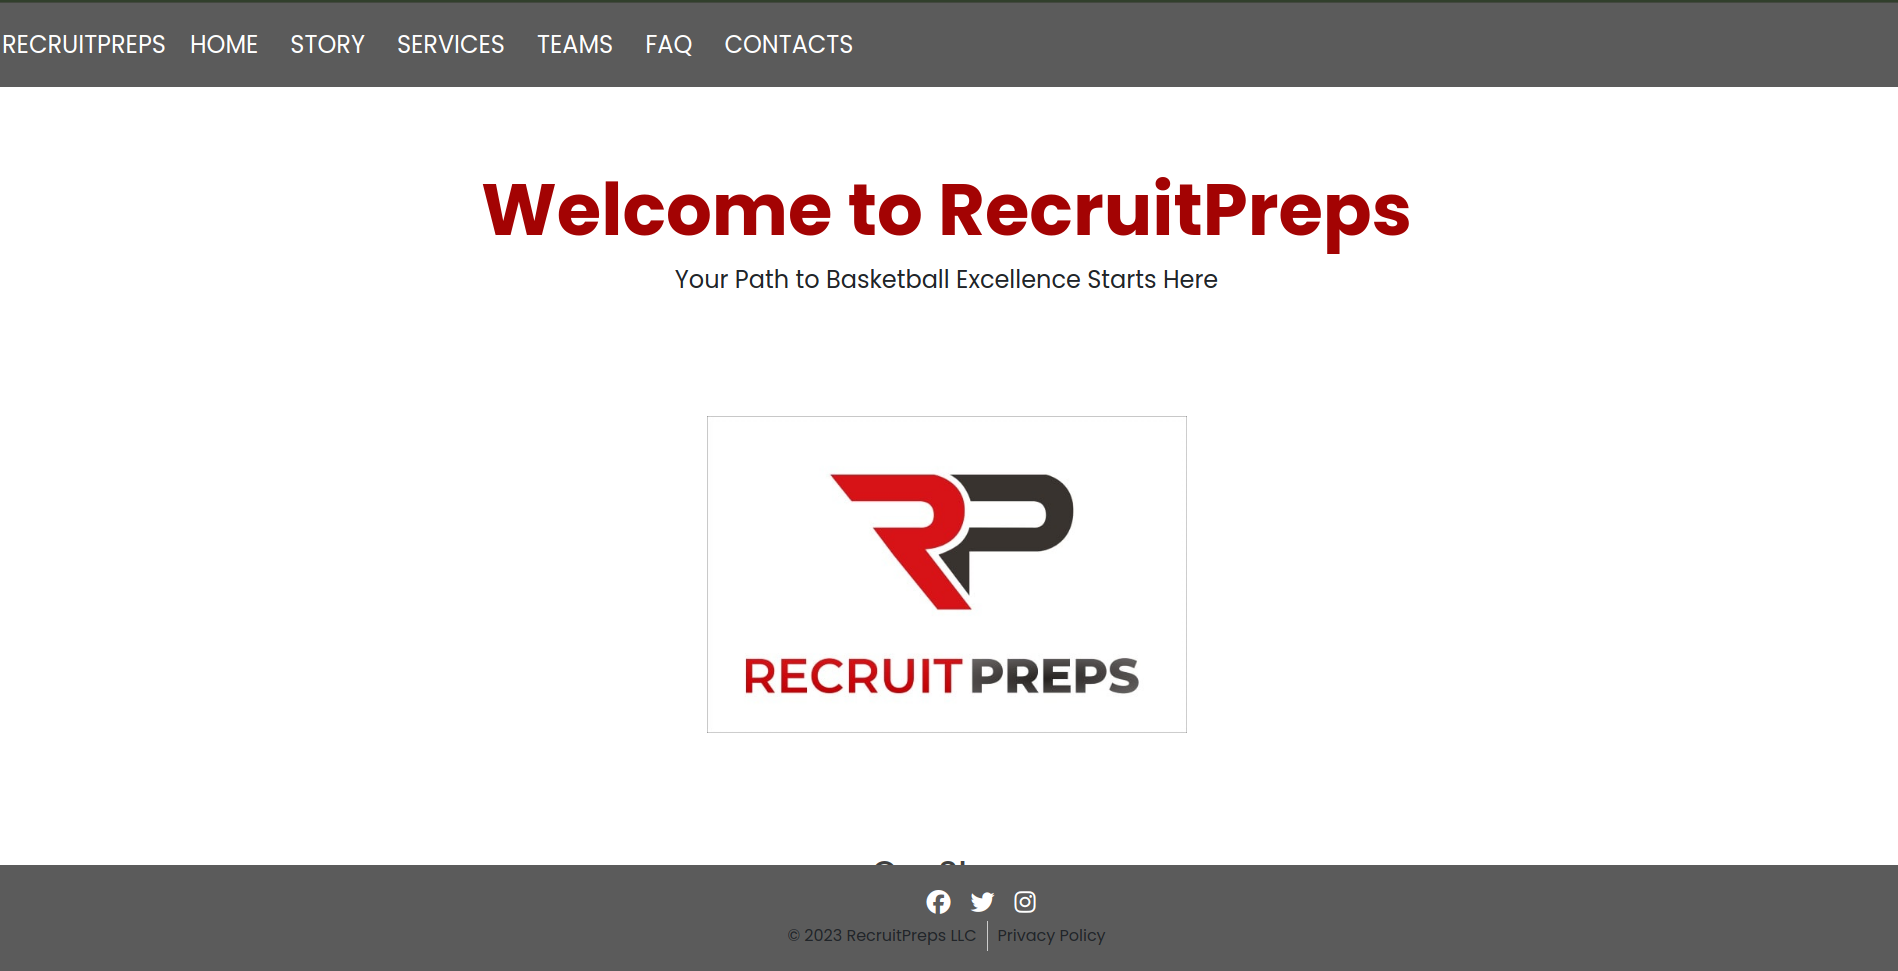 RECRUITPREPS HOME STORY SERVICES TEAMS FAQ CONTACTS
Welcome to RecruitPreps
Your Path to Basketball Excellence Starts Here
RP
RECRUIT PREPS
© 2023 RecruitPreps LLC Privacy Policy